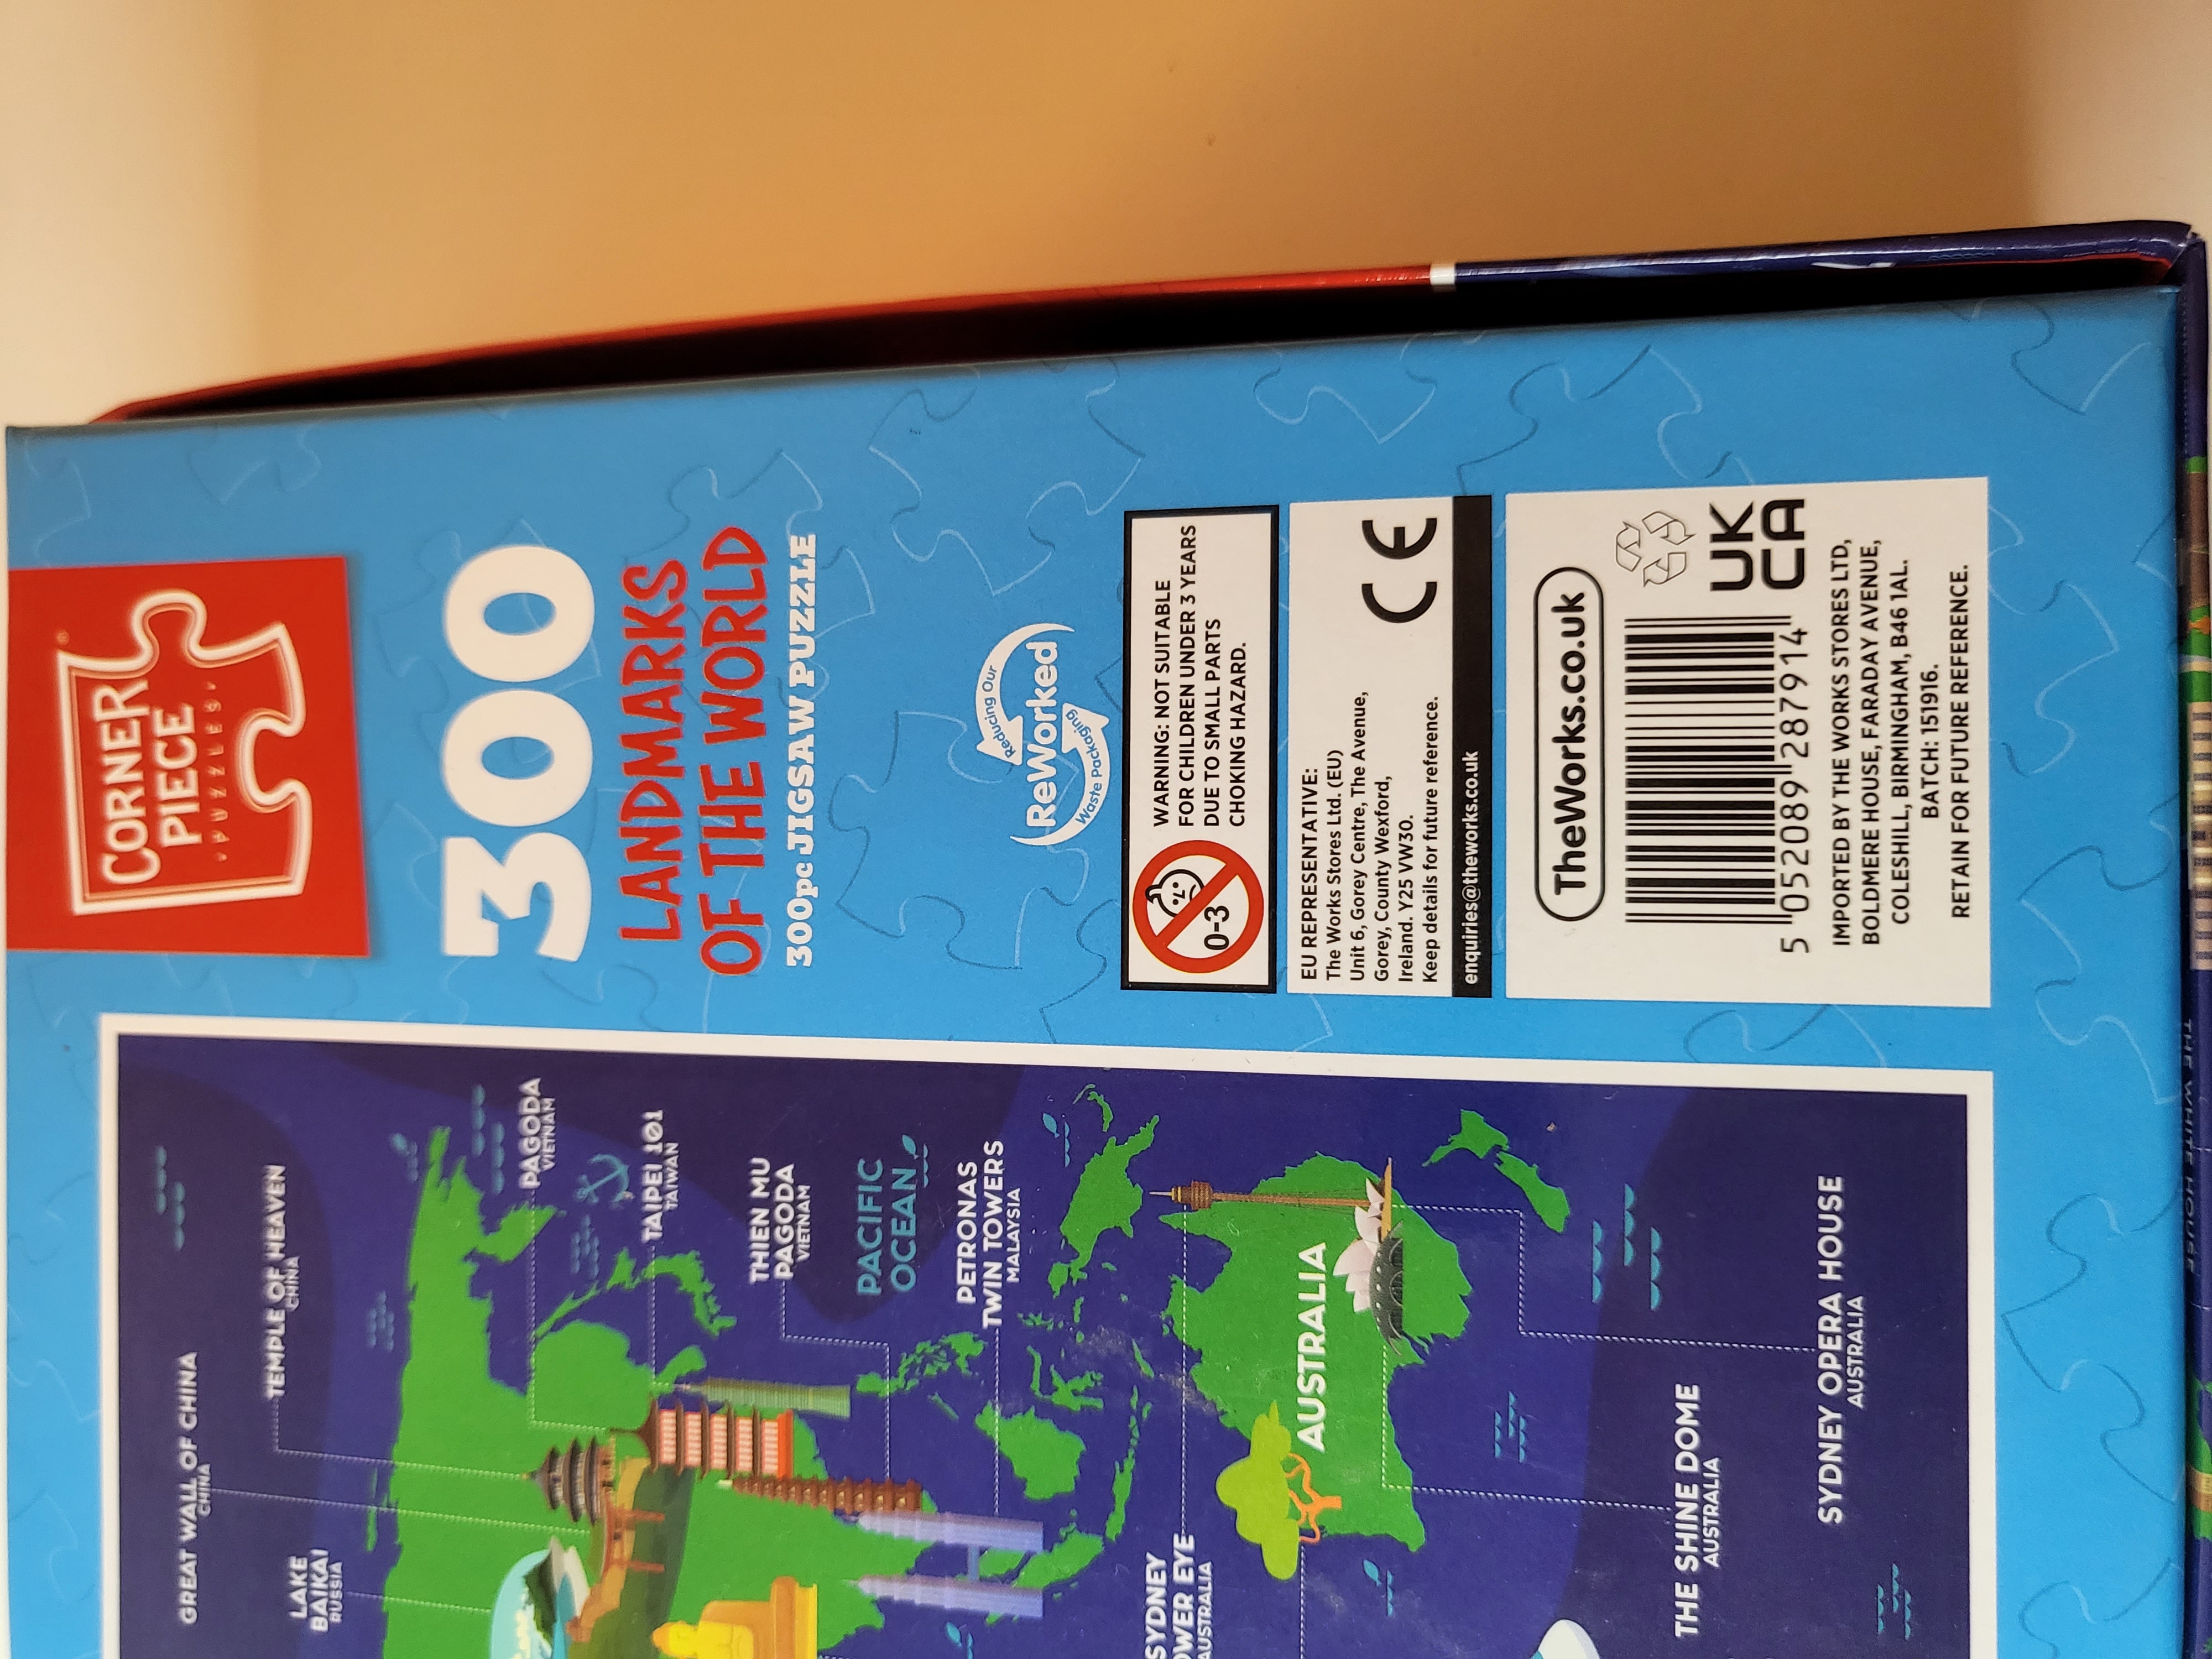 CORNER
PIECE
PUZZLES
300
LANDMARKS
OF THE WORLD
300pc JIGSAW PUZZLE
Reducing Our
ReWorked
Waste Packaging
0-3
WARNING: NOT SUITABLE
FOR CHILDREN UNDER 3 YEARS
DUE TO SMALL PARTS
CHOKING HAZARD.
EU REPRESENTATIVE:
The Works Stores Ltd. (EU)
Unit 6, Gorey Centre, The Avenue,
Gorey, County Wexford,
Ireland. Y25 VW30.
Keep details for future reference.
CE
enquiries@theworks.co.uk
TheWorks.co.uk
5 052089 287914
UK
CA
IMPORTED BY THE WORKS STORES LTD,
BOLDMERE HOUSE, FARADAY AVENUE,
COLESHILL, BIRMINGHAM, B46 1AL.
BATCH: 151916.
RETAIN FOR FUTURE REFERENCE.
GREAT WALL OF CHINA
CHINA
TEMPLE OF HEAVEN
CHINA
LAKE
BAIKAI
RUSSIA
PAGODA
VIETNAM
TAIPEI 101
TAIWAN
THIEN MU
PAGODA
VIETNAM
PACIFIC
OCEAN
PETRONAS
TWIN TOWERS
MALAYSIA
SYDNEY
OWER EYE
AUSTRALIA
AUSTRALIA
THE SHINE DOME
AUSTRALIA
SYDNEY OPERA HOUSE
AUSTRALIA
THE WHITE HOUSE